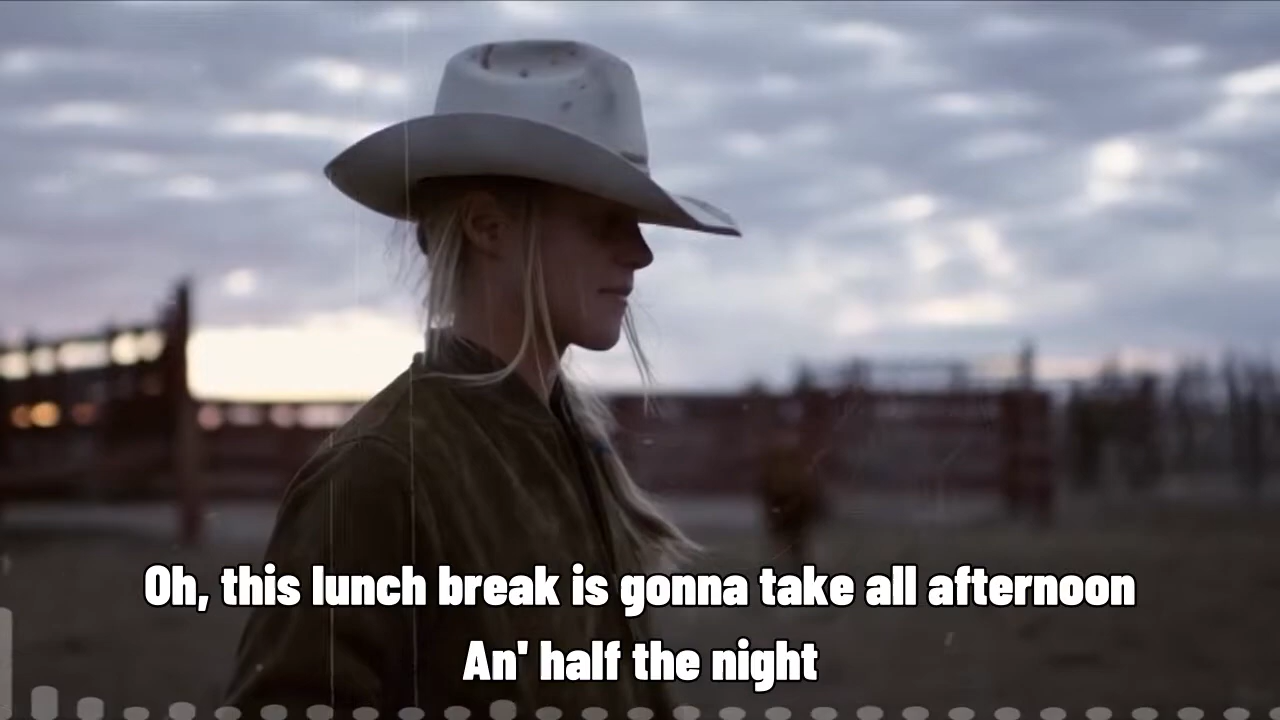 Oh, this lunch break is gonna take all afternoon
An' half the night